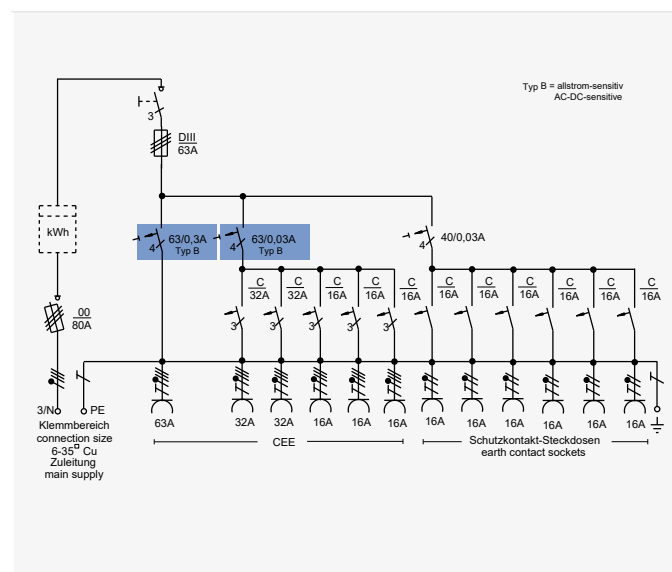 Typ B = allstrom-sensitiv
AC-DC-sensitive
3
DIII
63A
kWh
63/0,3A
4
Typ B
63/0,03A
4
Typ B
40/0,03A
4
C
32A
C
32A
C
16A
C
16A
C
16A
C
16A
C
16A
C
16A
C
16A
C
16A
C
16A
3
3
3
3
3
00
80A
3/N
PE
63A
32A
32A
16A
16A
16A
16A
16A
16A
16A
16A
16A
Klemmbereich
connection size
6-35□ Cu
Zuleitung
main supply
CEE
Schutzkontakt-Steckdosen
earth contact sockets